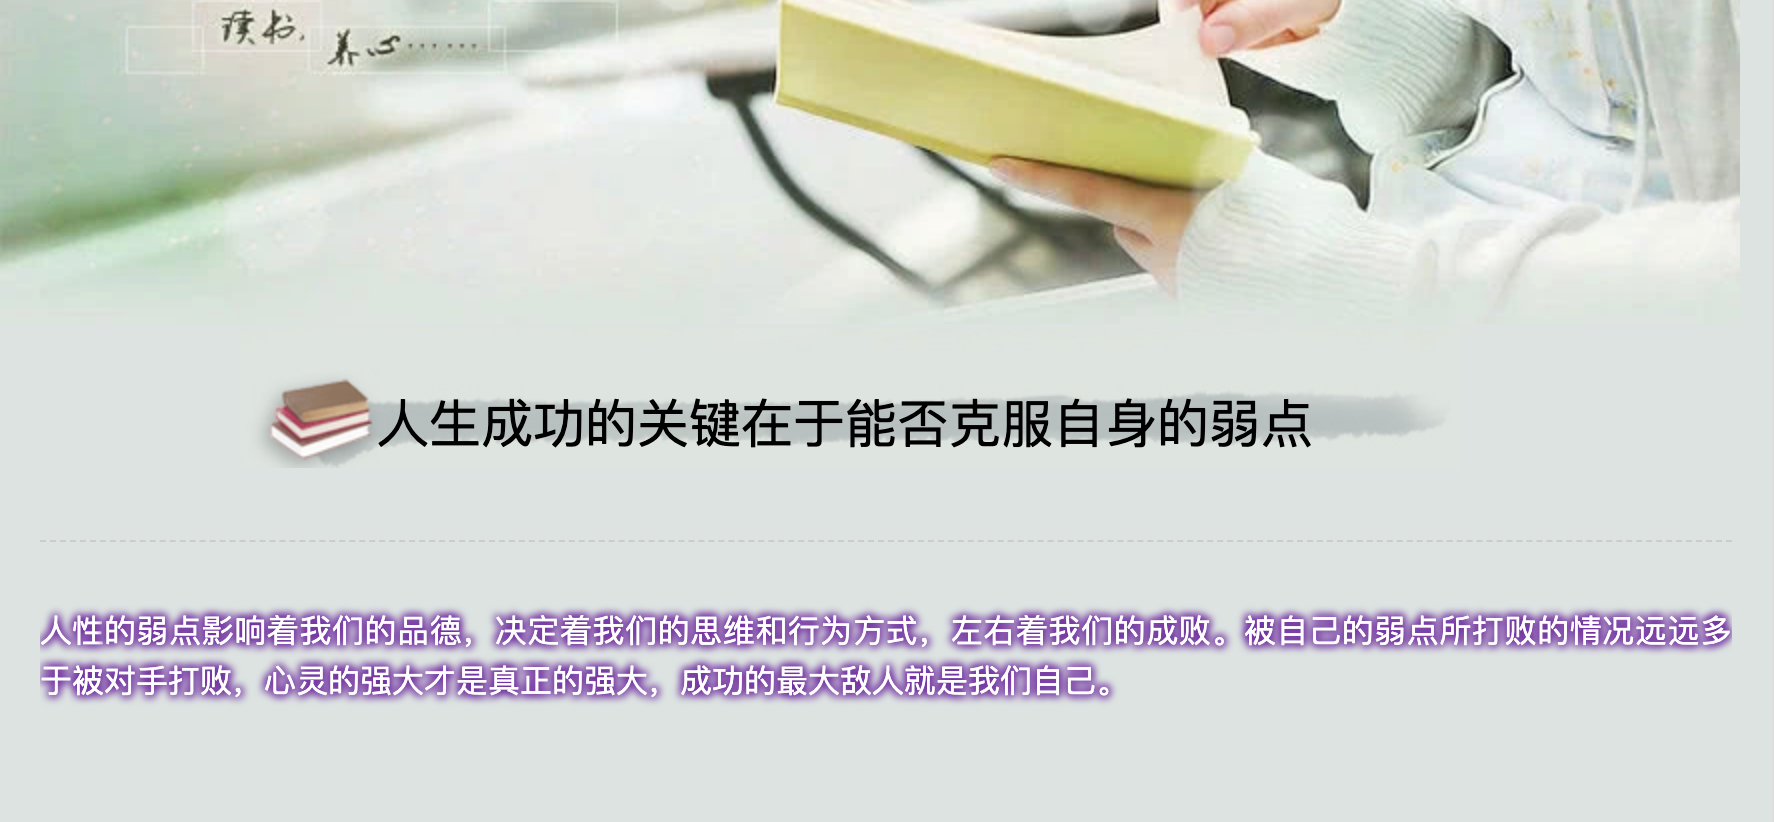 读书,
养心……
人生成功的关键在于能否克服自身的弱点
人性的弱点影响着我们的品德，决定着我们的思维和行为方式，左右着我们的成败。被自己的弱点所打败的情况远远多
于被对手打败，心灵的强大才是真正的强大，成功的最大敌人就是我们自己。